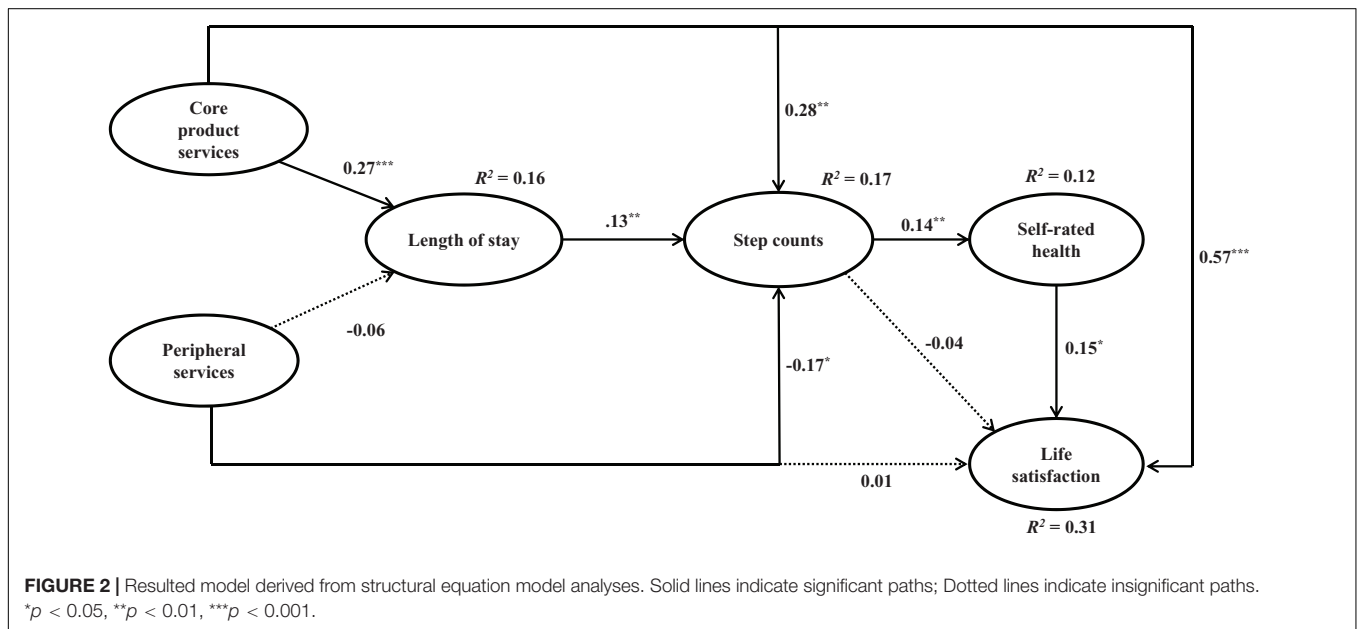 Core
product
services
0.27***
R² = 0.16
Length of stay
.13**
0.28**
R² = 0.17
Step counts
0.14**
R² = 0.12
Self-rated
health
0.57***
-0.06
Peripheral
services
-0.17*
-0.04
0.15*
Life
satisfaction
0.01
R² = 0.31
FIGURE 2 | Resulted model derived from structural equation model analyses. Solid lines indicate significant paths; Dotted lines indicate insignificant paths.
*p < 0.05, **p < 0.01, ***p < 0.001.